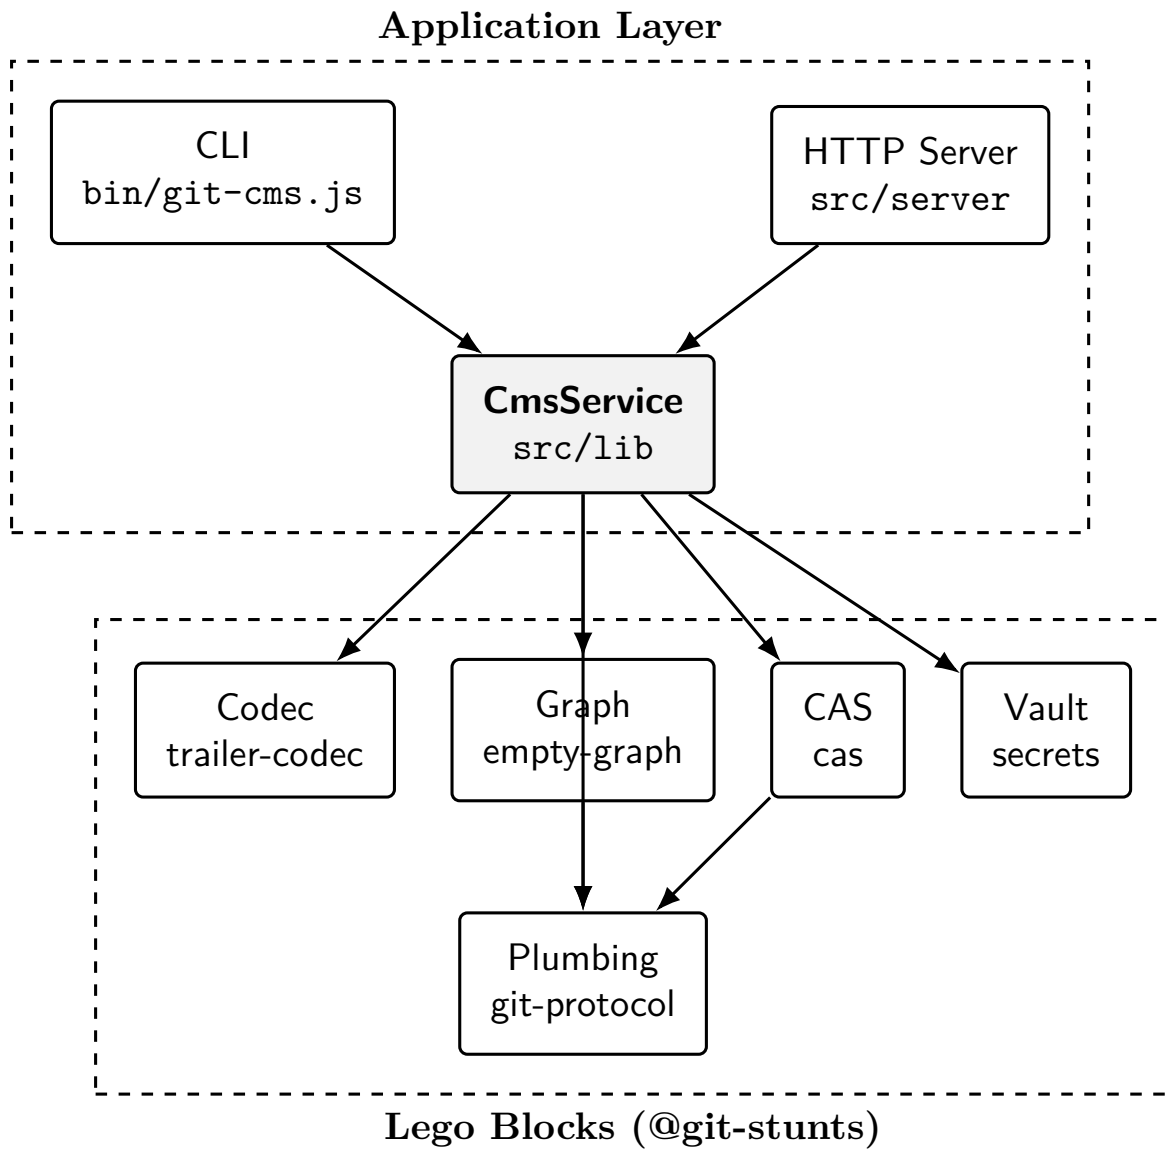 Application Layer
CLI
bin/git-cms.js
HTTP Server
src/server
CmsService
src/lib
Codec
trailer-codec
Graph
empty-graph
CAS
cas
Vault
secrets
Plumbing
git-protocol
Lego Blocks (@git-stunts)